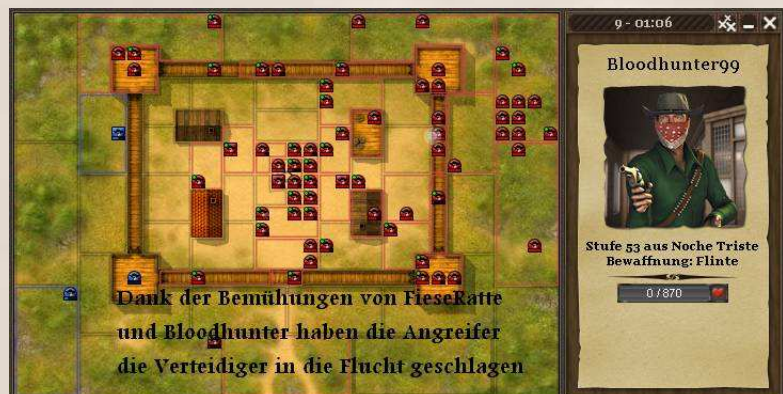 9 - 01:06
Bloodhunter99
Stufe 53 aus Noche Triste
Bewaffnung: Flinte
0 / 870
Dank der Bemühungen von FieseRatte
und Bloodhunter haben die Angreifer
die Verteidiger in die Flucht geschlagen